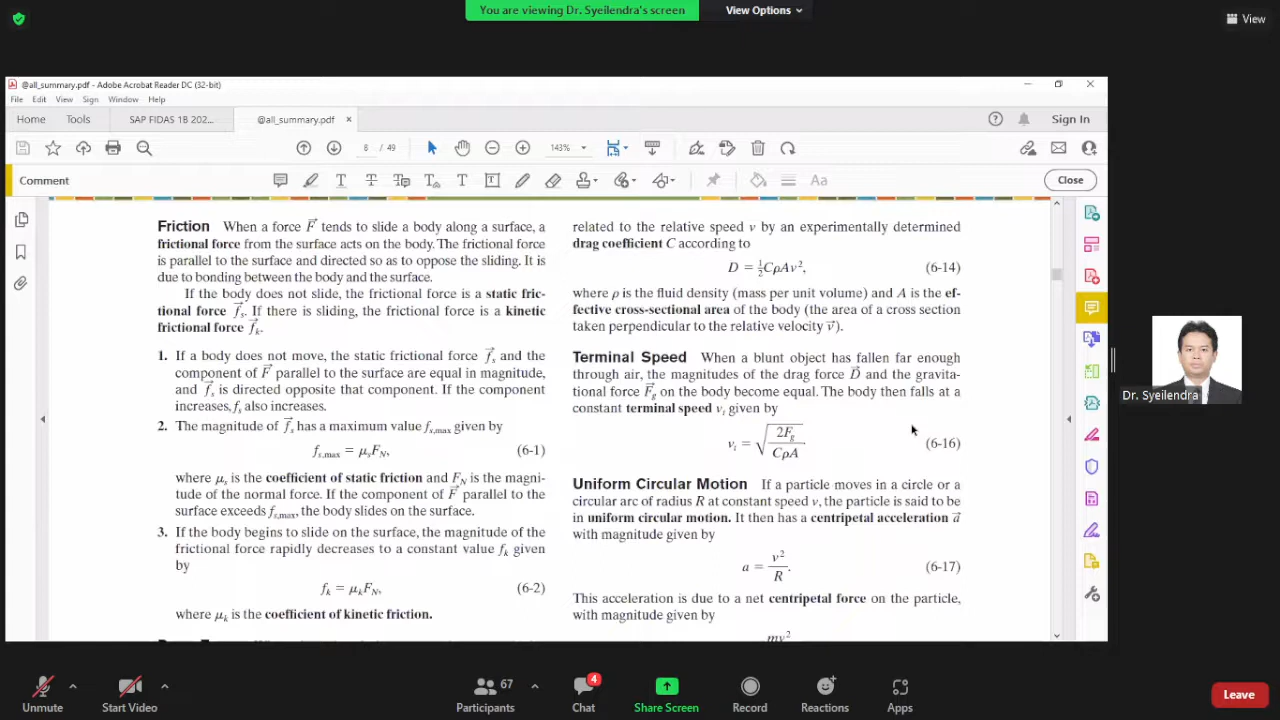 You are viewing Dr. Syeilendra's screen
View Options
View
@all_summary.pdf - Adobe Acrobat Reader DC (32-bit)
File Edit View Sign Window Help
Home Tools SAP FIDAS 1B 202... @all_summary.pdf × Sign In
8 / 49 143%
Comment Aa Close
Friction When a force F⃗ tends to slide a body along a surface, a
frictional force from the surface acts on the body. The frictional force
is parallel to the surface and directed so as to oppose the sliding. It is
due to bonding between the body and the surface.
If the body does not slide, the frictional force is a static fric-
tional force f⃗s. If there is sliding, the frictional force is a kinetic
frictional force f⃗k.
1. If a body does not move, the static frictional force f⃗s and the
component of F⃗ parallel to the surface are equal in magnitude,
and f⃗s is directed opposite that component. If the component
increases, fs also increases.
2. The magnitude of f⃗s has a maximum value fs,max given by
fs,max = μsFN, (6-1)
where μs is the coefficient of static friction and FN is the magni-
tude of the normal force. If the component of F⃗ parallel to the
surface exceeds fs,max, the body slides on the surface.
3. If the body begins to slide on the surface, the magnitude of the
frictional force rapidly decreases to a constant value fk given
by
fk = μkFN, (6-2)
where μk is the coefficient of kinetic friction.
related to the relative speed v by an experimentally determined
drag coefficient C according to
D = ½CρAv², (6-14)
where ρ is the fluid density (mass per unit volume) and A is the ef-
fective cross-sectional area of the body (the area of a cross section
taken perpendicular to the relative velocity v⃗).
Terminal Speed When a blunt object has fallen far enough
through air, the magnitudes of the drag force D⃗ and the gravita-
tional force F⃗g on the body become equal. The body then falls at a
constant terminal speed vt given by
vt = √(2Fg / CρA) (6-16)
Uniform Circular Motion If a particle moves in a circle or a
circular arc of radius R at constant speed v, the particle is said to be
in uniform circular motion. It then has a centripetal acceleration a⃗
with magnitude given by
a = v² / R. (6-17)
This acceleration is due to a net centripetal force on the particle,
with magnitude given by
mv²
Dr. Syeilendra
Unmute
Start Video
67
Participants
4
Chat
Share Screen
Record
Reactions
Apps
Leave